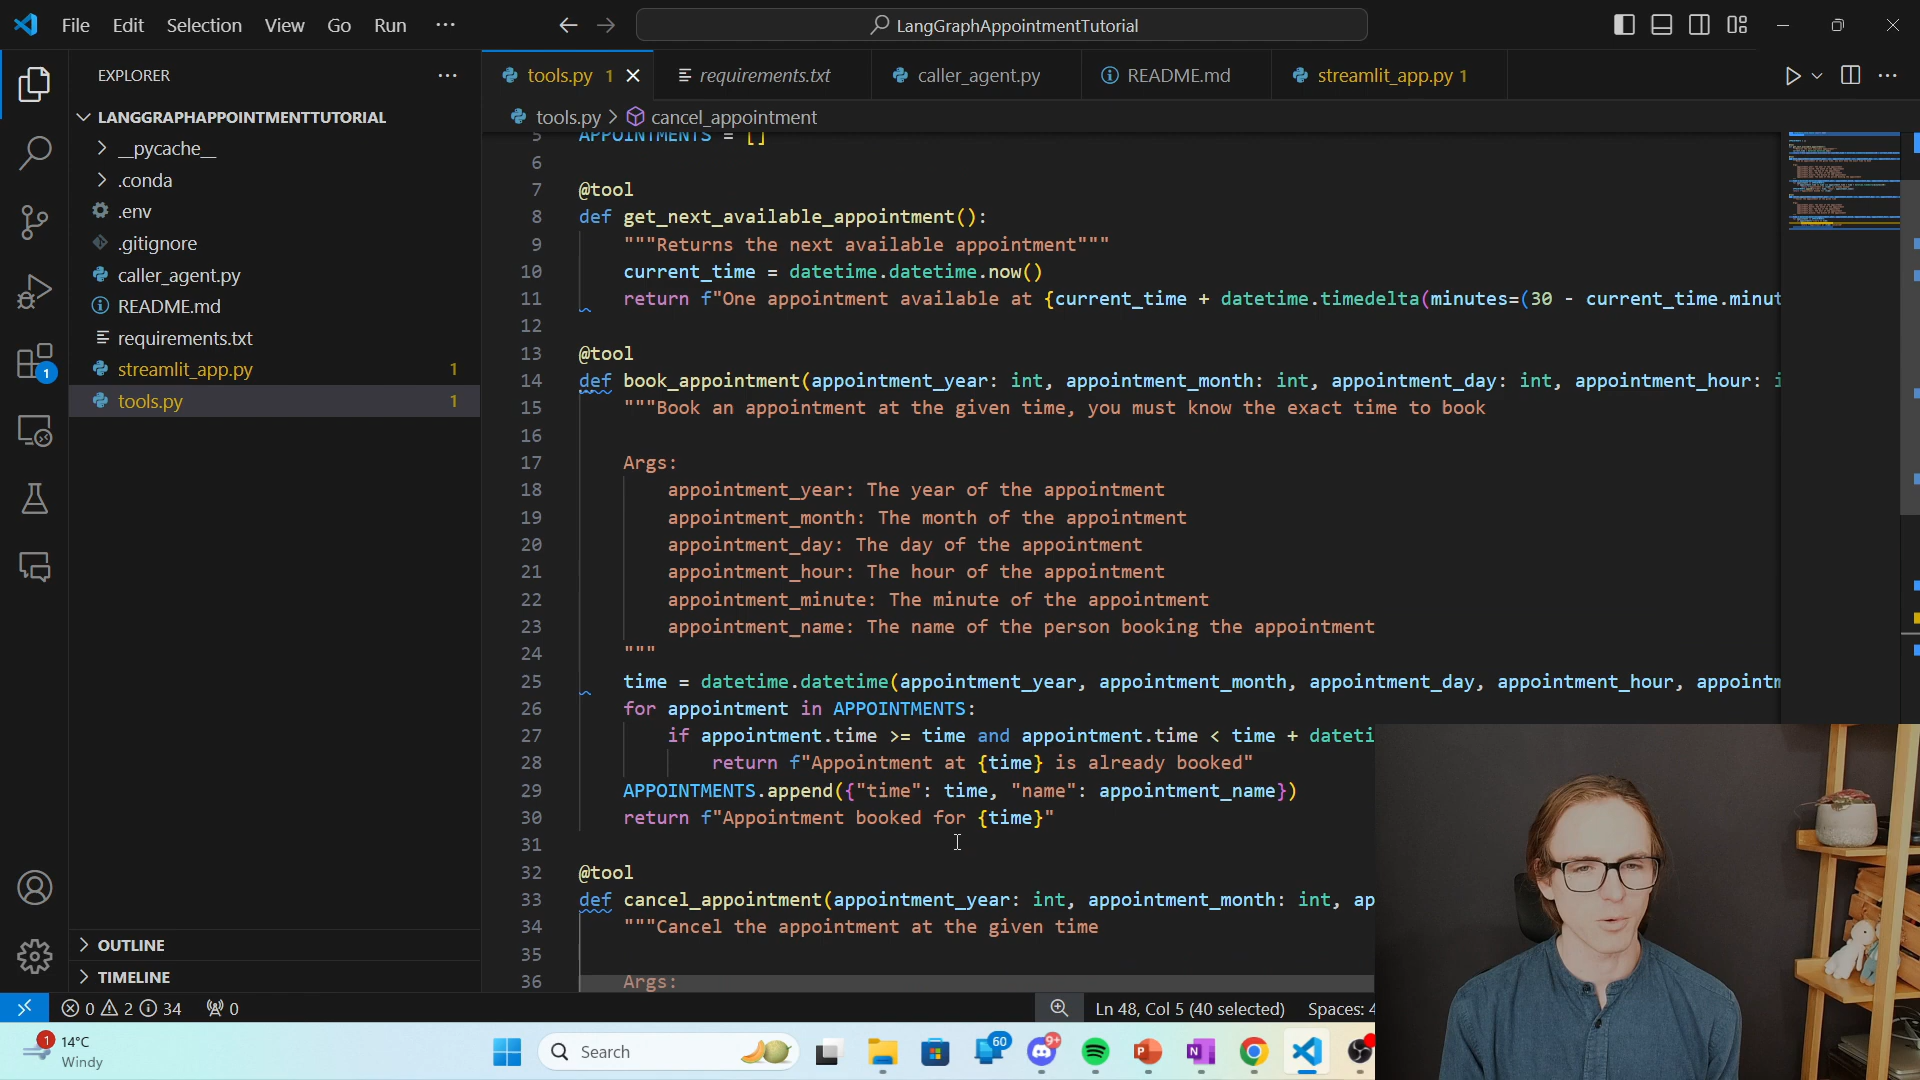 File Edit Selection View Go Run ···
LangGraphAppointmentTutorial
EXPLORER ···
LANGGRAPHAPPOINTMENTTUTORIAL
__pycache__
.conda
.env
.gitignore
caller_agent.py
README.md
requirements.txt
streamlit_app.py 1
tools.py 1
OUTLINE
TIMELINE
1
tools.py 1
requirements.txt
caller_agent.py
README.md
streamlit_app.py 1
tools.py > cancel_appointment
5 APPOINTMENTS = []
6
7 @tool
8 def get_next_available_appointment():
9 """Returns the next available appointment"""
10 current_time = datetime.datetime.now()
11 return f"One appointment available at {current_time + datetime.timedelta(minutes=(30 - current_time.minut
12
13 @tool
14 def book_appointment(appointment_year: int, appointment_month: int, appointment_day: int, appointment_hour: i
15 """Book an appointment at the given time, you must know the exact time to book
16
17 Args:
18 appointment_year: The year of the appointment
19 appointment_month: The month of the appointment
20 appointment_day: The day of the appointment
21 appointment_hour: The hour of the appointment
22 appointment_minute: The minute of the appointment
23 appointment_name: The name of the person booking the appointment
24 """
25 time = datetime.datetime(appointment_year, appointment_month, appointment_day, appointment_hour, appointm
26 for appointment in APPOINTMENTS:
27 if appointment.time >= time and appointment.time < time + dateti
28 return f"Appointment at {time} is already booked"
29 APPOINTMENTS.append({"time": time, "name": appointment_name})
30 return f"Appointment booked for {time}"
31
32 @tool
33 def cancel_appointment(appointment_year: int, appointment_month: int, ap
34 """Cancel the appointment at the given time
35
36 Args:
0 2 34 0
Ln 48, Col 5 (40 selected) Spaces: 4
1
14°C
Windy
Search
60
9+